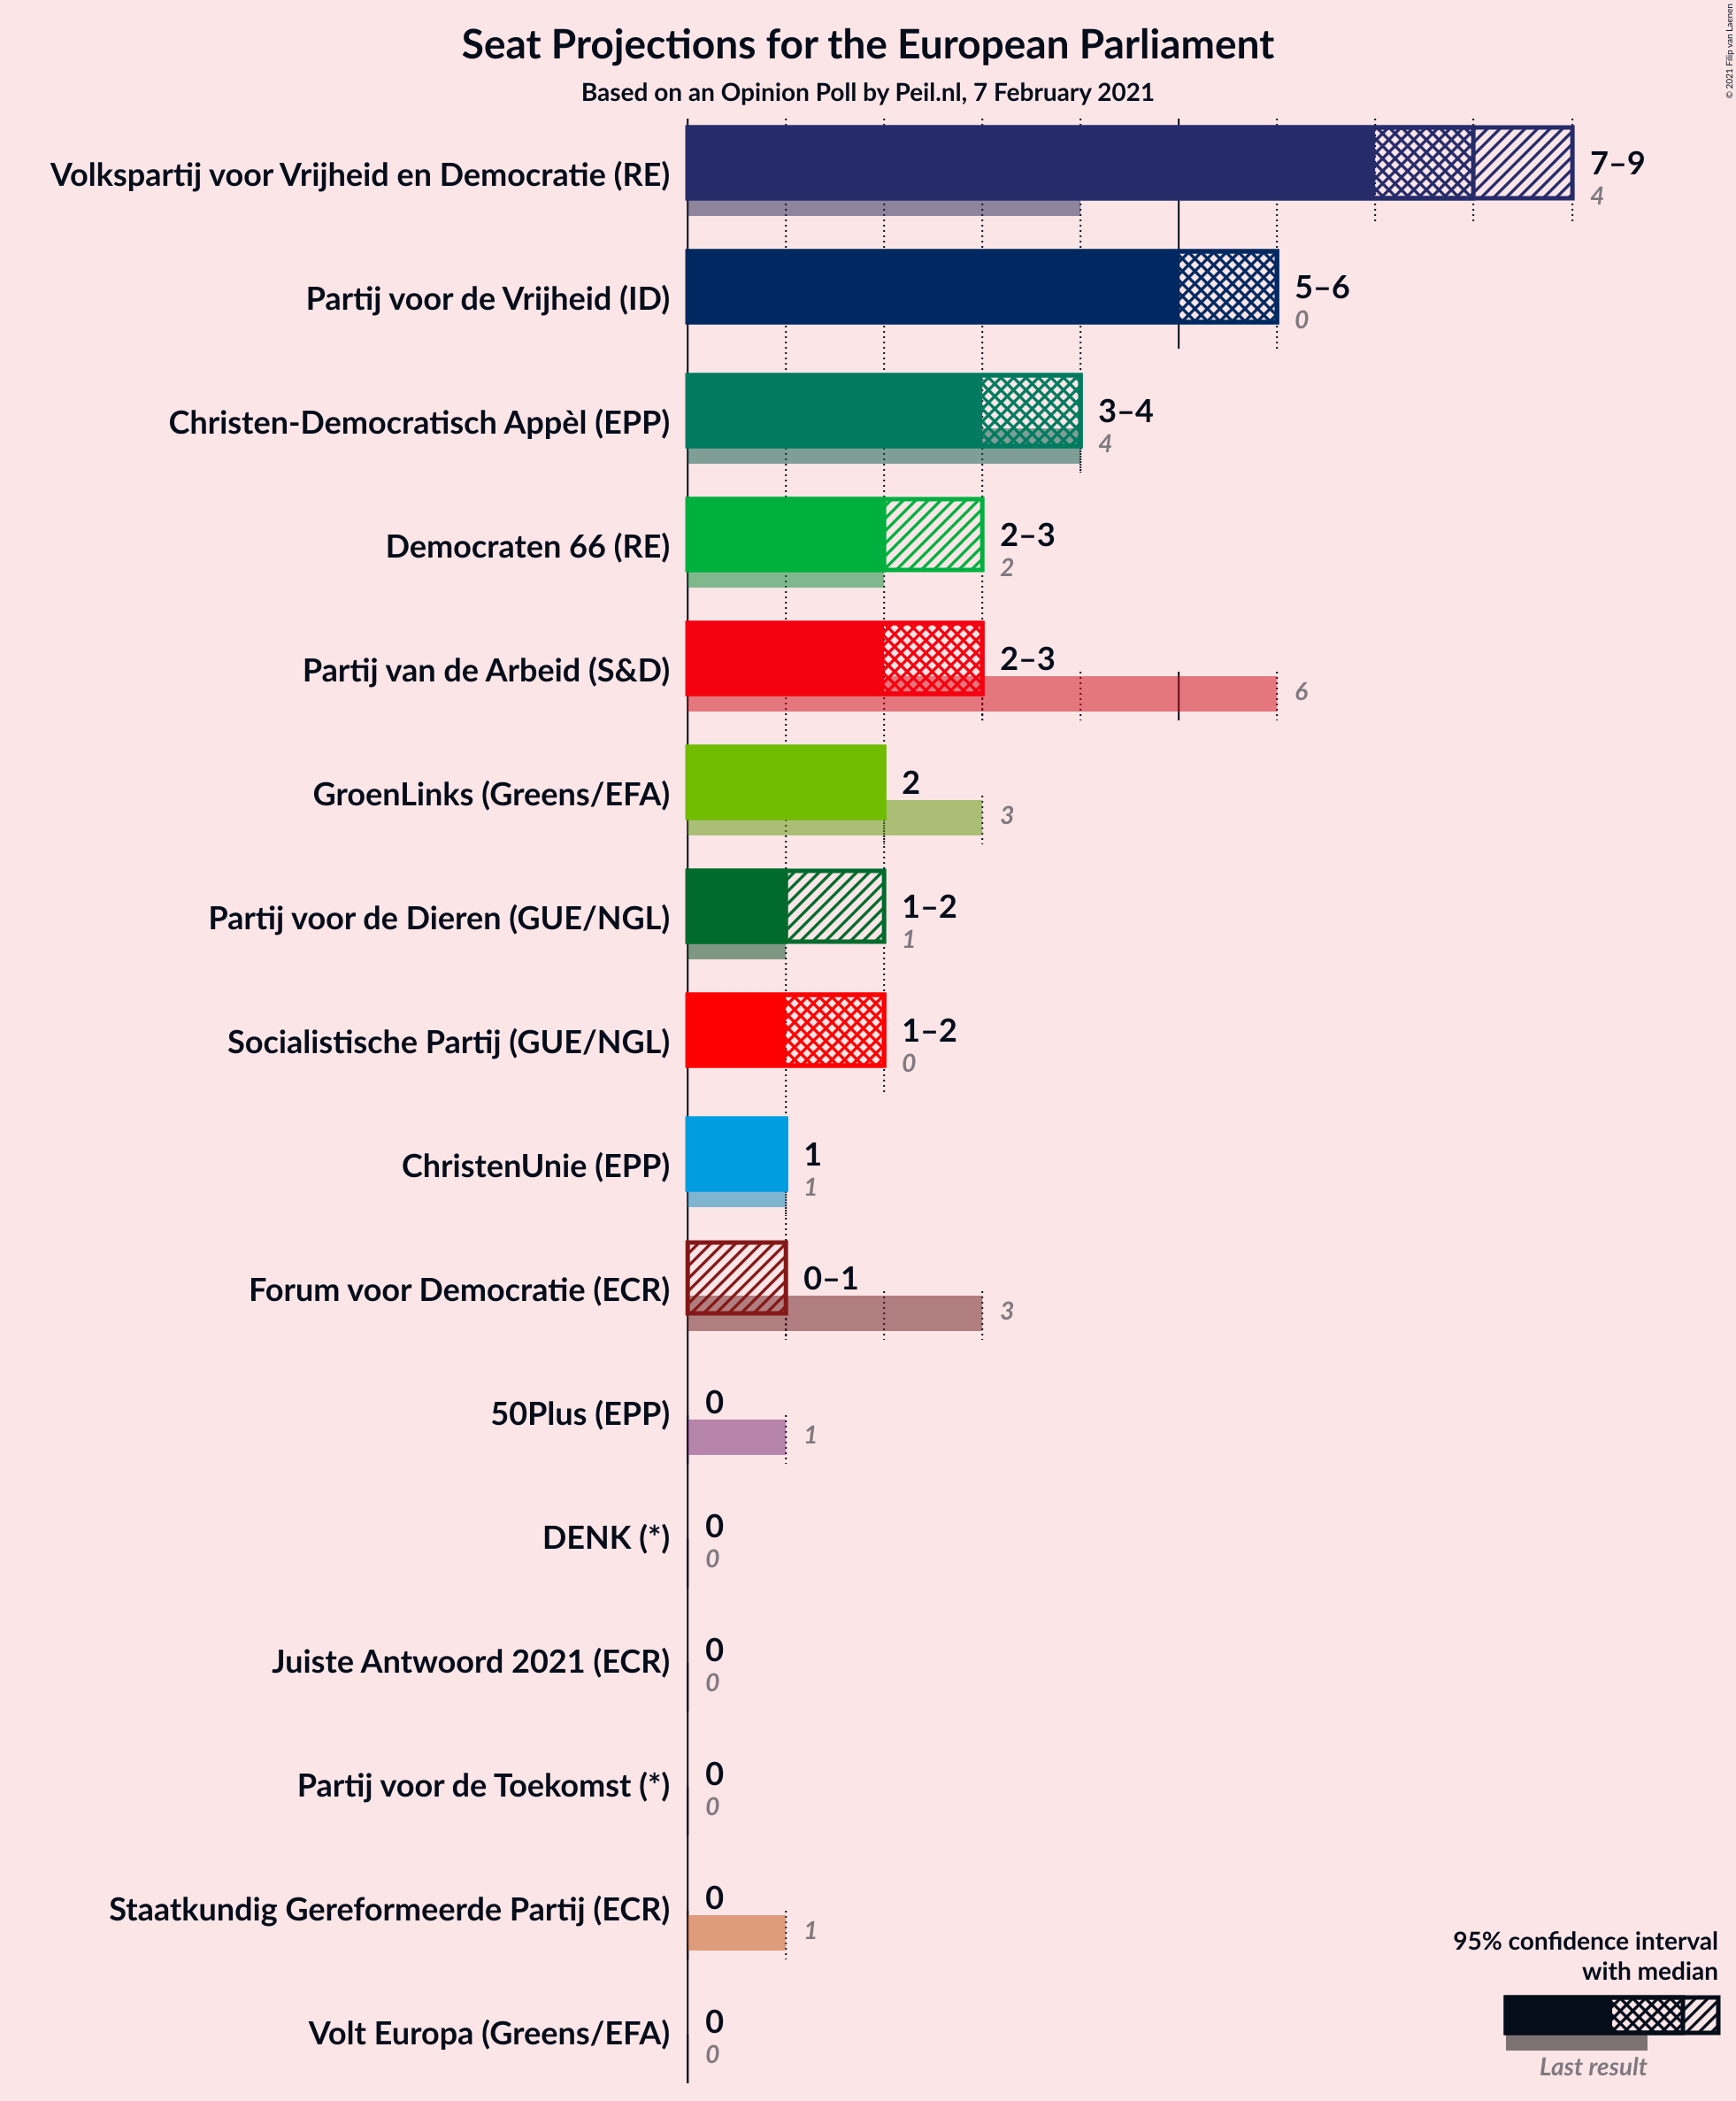 Seat Projections for the European Parliament
Based on an Opinion Poll by Peil.nl, 7 February 2021
© 2021 Filip van Laenen
Volkspartij voor Vrijheid en Democratie (RE)
7–9
4
Partij voor de Vrijheid (ID)
5–6
0
Christen-Democratisch Appèl (EPP)
3–4
4
Democraten 66 (RE)
2–3
2
Partij van de Arbeid (S&D)
2–3
6
GroenLinks (Greens/EFA)
2
3
Partij voor de Dieren (GUE/NGL)
1–2
1
Socialistische Partij (GUE/NGL)
1–2
0
ChristenUnie (EPP)
1
1
Forum voor Democratie (ECR)
0–1
3
50Plus (EPP)
0
1
DENK (*)
0
0
Juiste Antwoord 2021 (ECR)
0
0
Partij voor de Toekomst (*)
0
0
Staatkundig Gereformeerde Partij (ECR)
0
1
Volt Europa (Greens/EFA)
0
0
95% confidence interval
with median
Last result